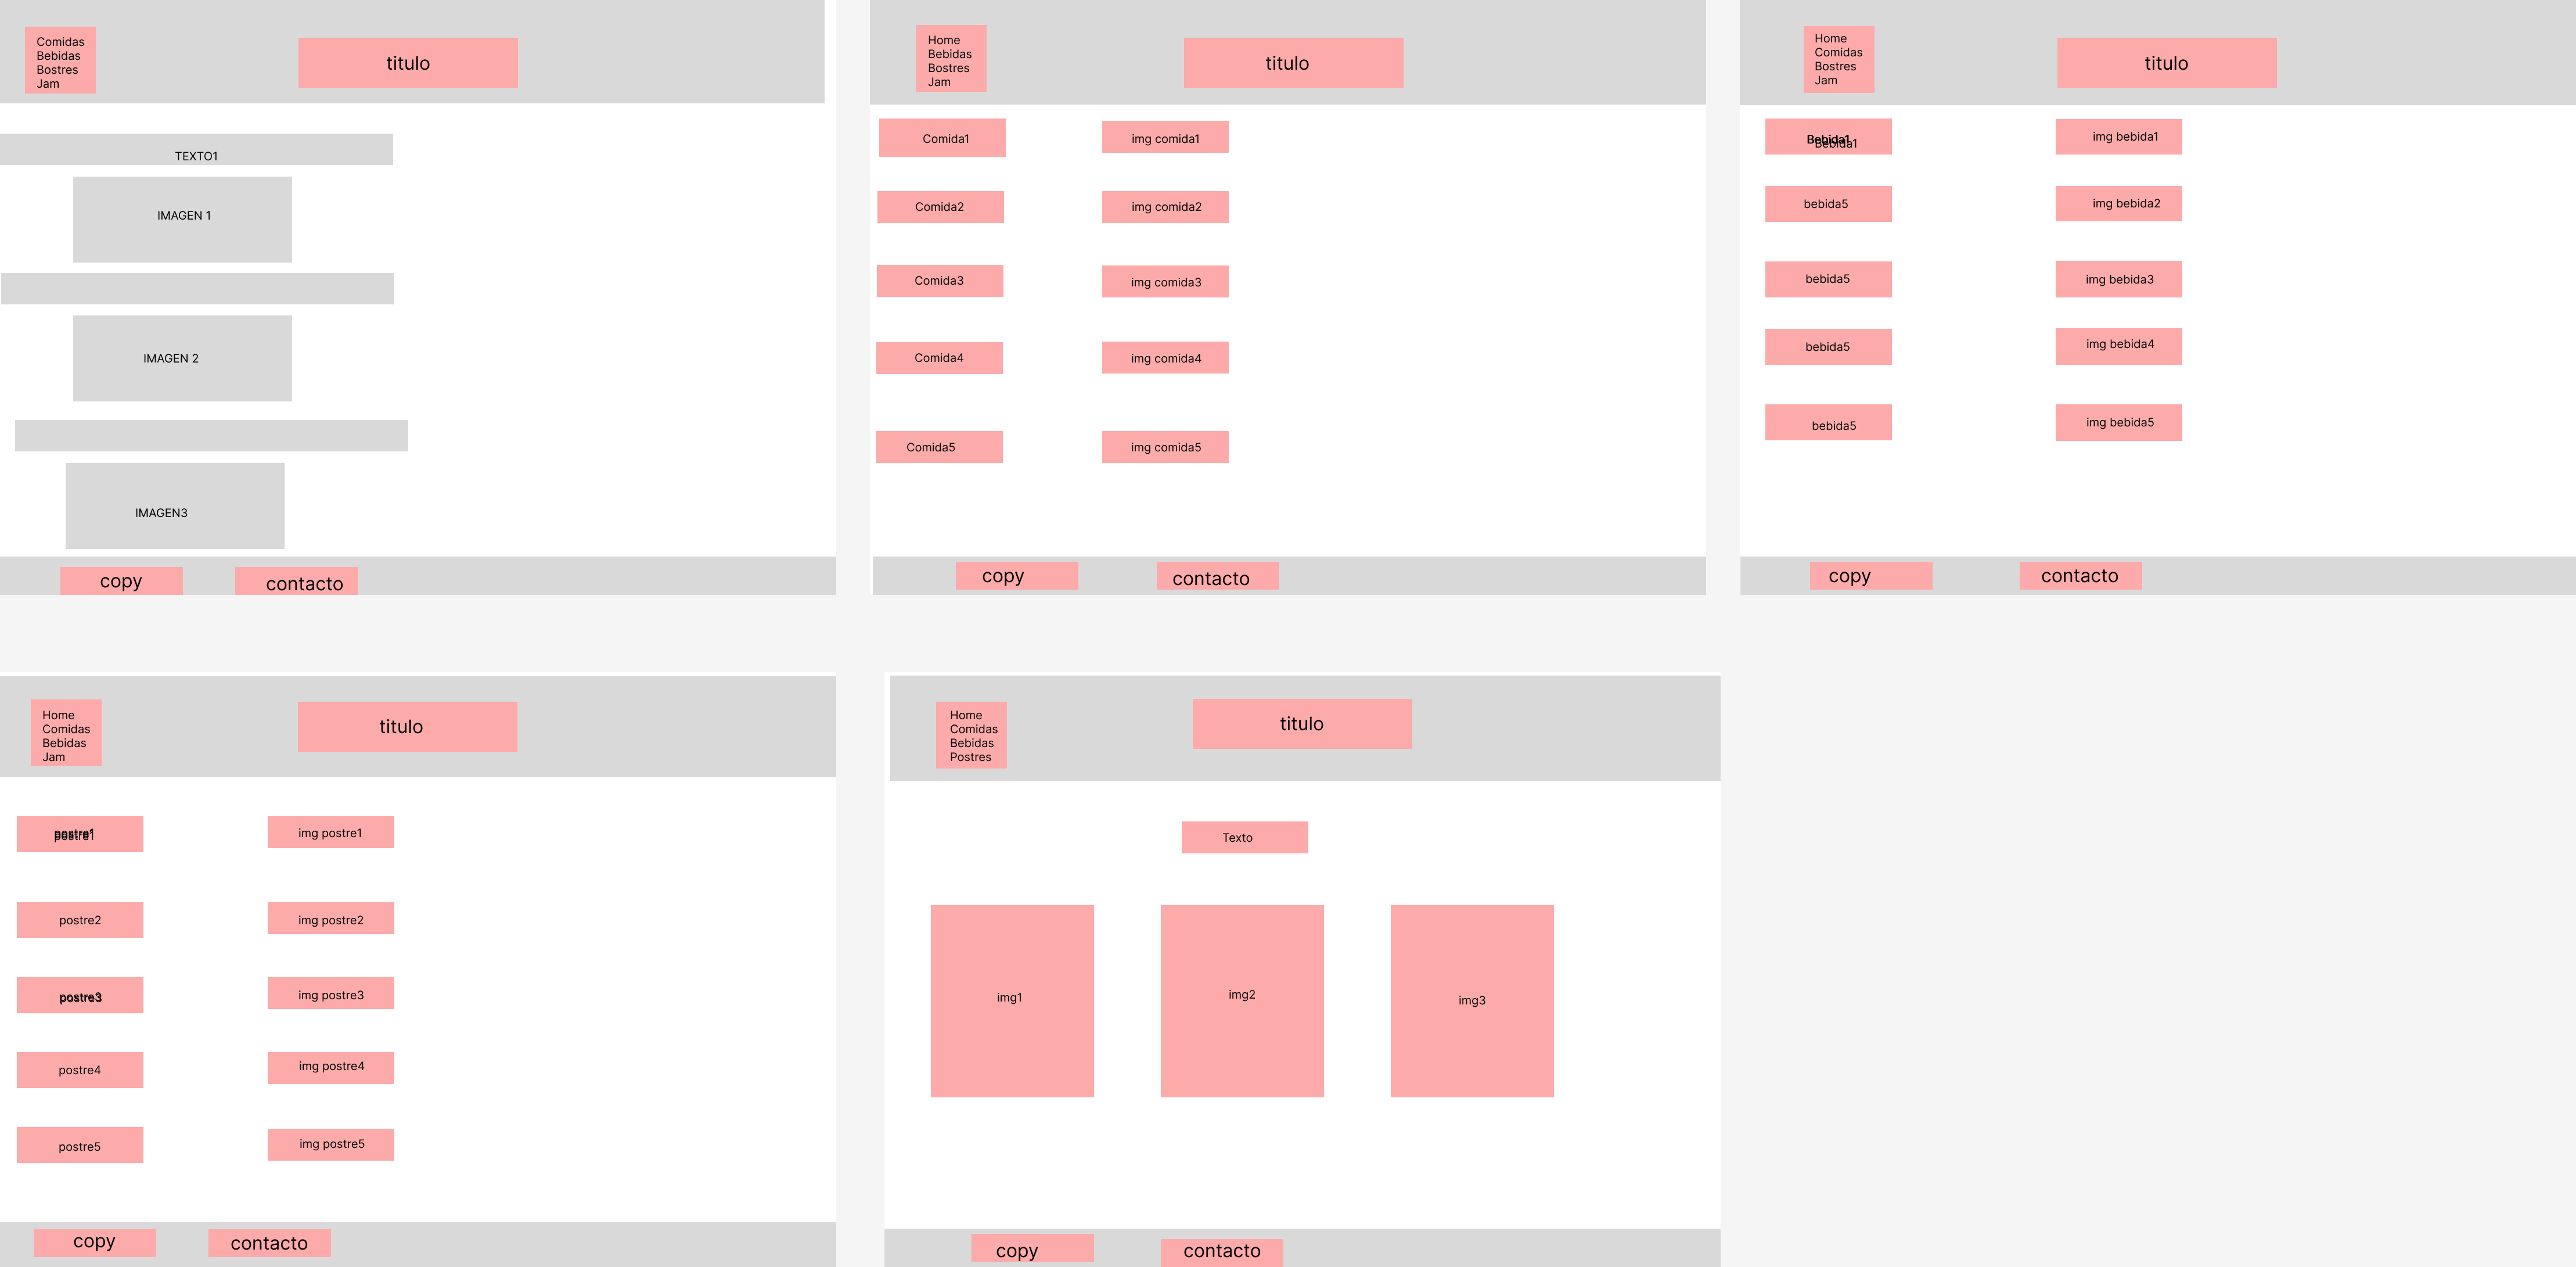 Comidas
Bebidas
Bostres
Jam
titulo
TEXTO1
IMAGEN 1
IMAGEN 2
IMAGEN3
copy
contacto
Home
Bebidas
Bostres
Jam
titulo
Comida1
img comida1
Comida2
img comida2
Comida3
img comida3
Comida4
img comida4
Comida5
img comida5
copy
contacto
Home
Comidas
Bostres
Jam
titulo
Bebida1
Bebida1
img bebida1
bebida5
img bebida2
bebida5
img bebida3
bebida5
img bebida4
bebida5
img bebida5
copy
contacto
Home
Comidas
Bebidas
Jam
titulo
postre1
postre1
img postre1
postre2
img postre2
postre3
postre3
img postre3
postre4
img postre4
postre5
img postre5
copy
contacto
Home
Comidas
Bebidas
Postres
titulo
Texto
img1
img2
img3
copy
contacto